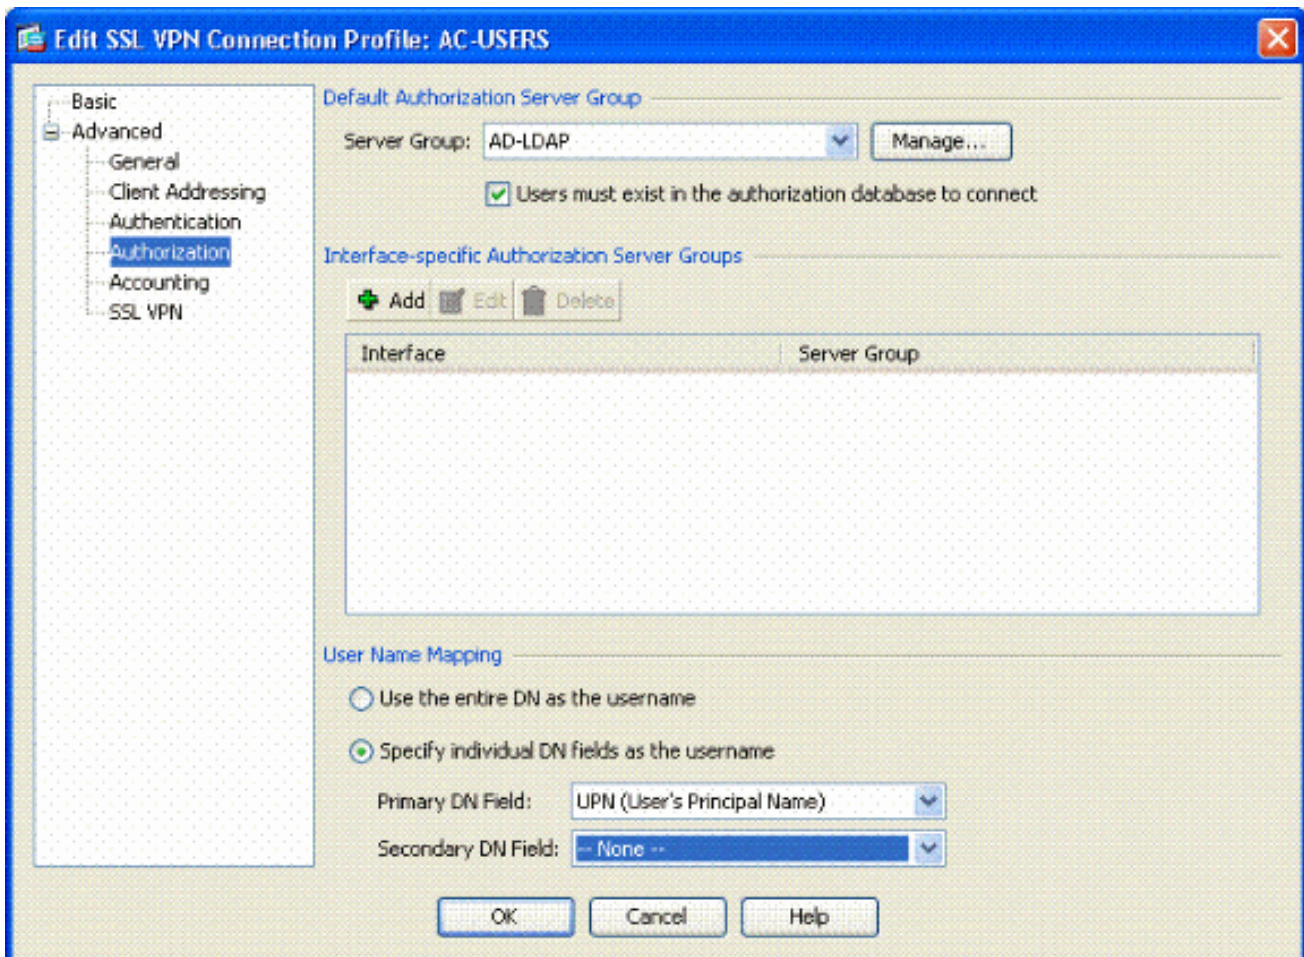 Edit SSL VPN Connection Profile: AC-USERS
Basic
Advanced
General
Client Addressing
Authentication
Authorization
Accounting
SSL VPN
Default Authorization Server Group
Server Group: AD-LDAP Manage...
Users must exist in the authorization database to connect
Interface-specific Authorization Server Groups
Add Edit Delete
Interface Server Group
User Name Mapping
Use the entire DN as the username
Specify individual DN fields as the username
Primary DN Field: UPN (User's Principal Name)
Secondary DN Field: -- None --
OK Cancel Help